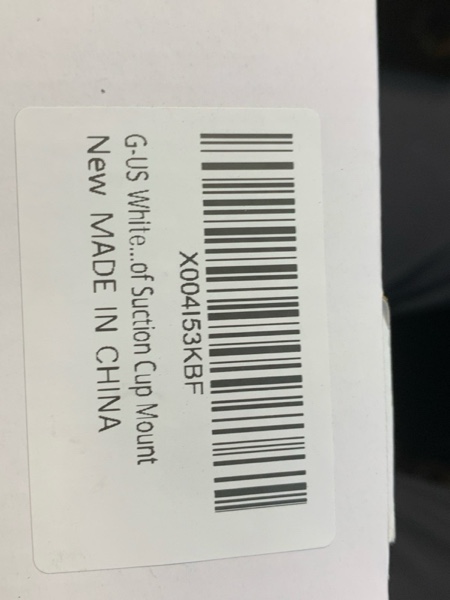 X004I53KBF
G-US White...of Suction Cup Mount
New MADE IN CHINA